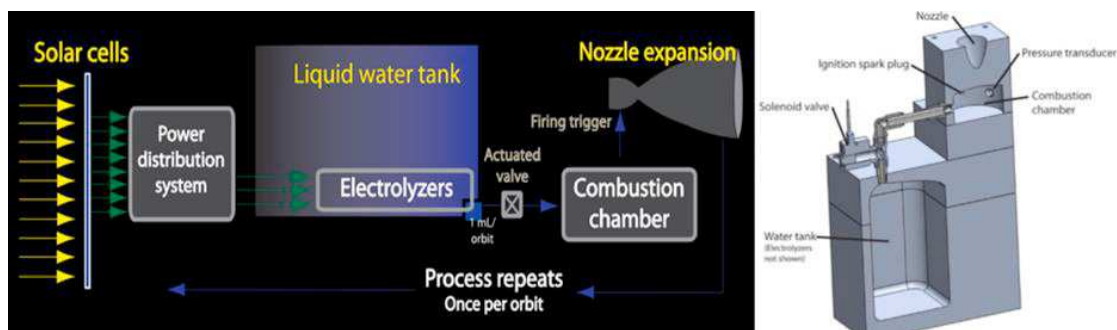 Solar cells
Power
distribution
system
Liquid water tank
Electrolyzers
1 mL/
orbit
Actuated
valve
Nozzle expansion
Firing trigger
Combustion
chamber
Process repeats
Once per orbit
Nozzle
Pressure transducer
Ignition spark plug
Combustion
chamber
Solenoid valve
Water tank
(Electrolyzers
not shown)